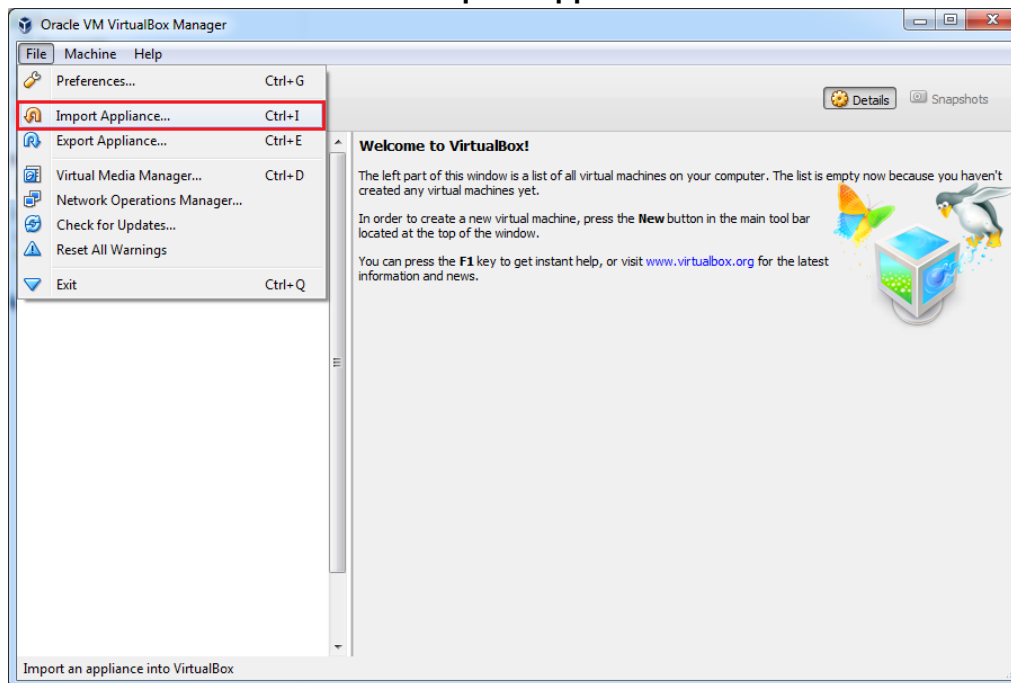 Oracle VM VirtualBox Manager
File Machine Help
Preferences... Ctrl+G
Import Appliance... Ctrl+I
Export Appliance... Ctrl+E
Virtual Media Manager... Ctrl+D
Network Operations Manager...
Check for Updates...
Reset All Warnings
Exit Ctrl+Q
Details Snapshots
Welcome to VirtualBox!
The left part of this window is a list of all virtual machines on your computer. The list is empty now because you haven't
created any virtual machines yet.
In order to create a new virtual machine, press the New button in the main tool bar
located at the top of the window.
You can press the F1 key to get instant help, or visit www.virtualbox.org for the latest
information and news.
Import an appliance into VirtualBox